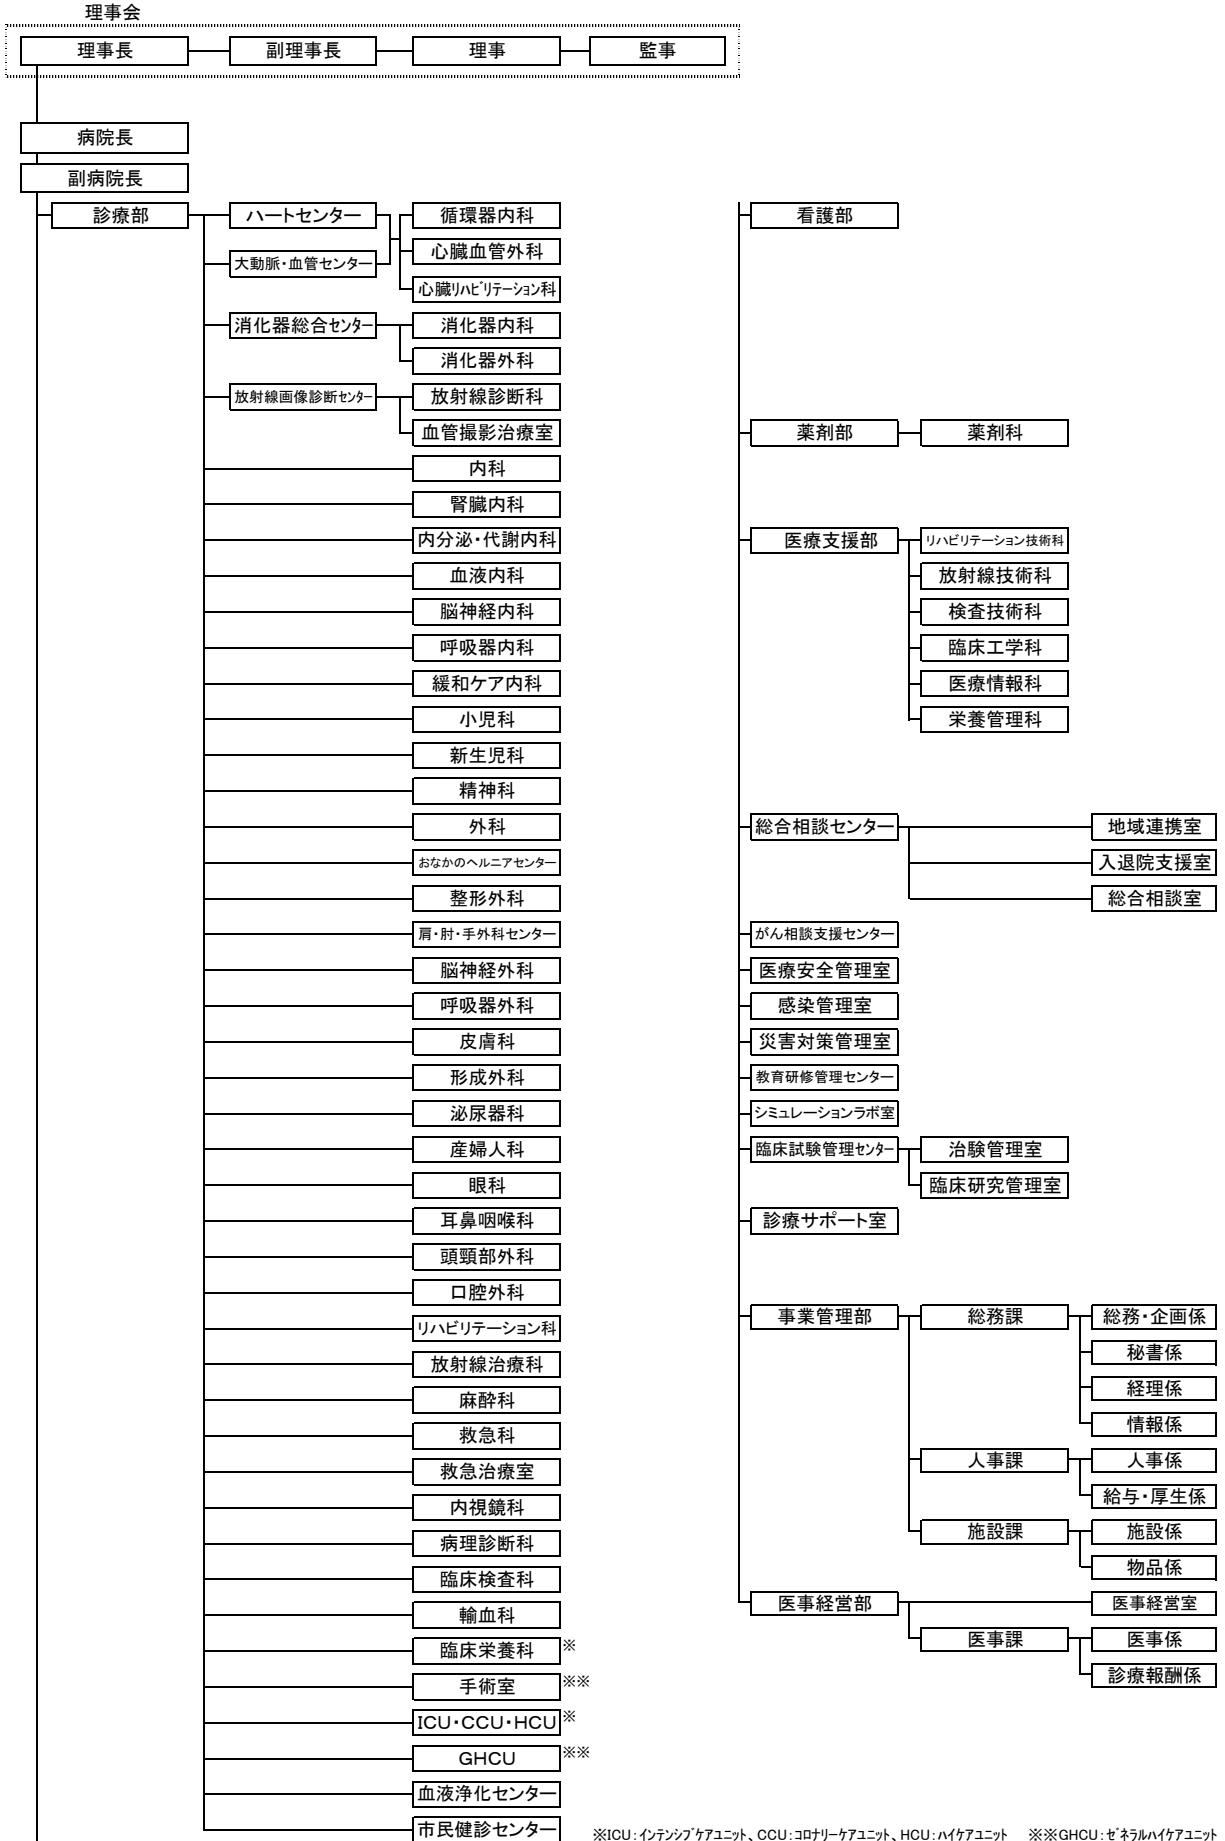 理事会
理事長
副理事長
理事
監事
病院長
副病院長
診療部
ハートセンター
大動脈・血管センター
循環器内科
心臓血管外科
心臓ﾘﾊﾋﾞﾘﾃｰｼｮﾝ科
消化器総合ｾﾝﾀｰ
消化器内科
消化器外科
放射線画像診断ｾﾝﾀｰ
放射線診断科
血管撮影治療室
内科
腎臓内科
内分泌・代謝内科
血液内科
脳神経内科
呼吸器内科
緩和ケア内科
小児科
新生児科
精神科
外科
おなかのヘルニアセンター
整形外科
肩・肘・手外科センター
脳神経外科
呼吸器外科
皮膚科
形成外科
泌尿器科
産婦人科
眼科
耳鼻咽喉科
頭頸部外科
口腔外科
リハビリテーション科
放射線治療科
麻酔科
救急科
救急治療室
内視鏡科
病理診断科
臨床検査科
輸血科
臨床栄養科 ※
手術室 ※※
ICU・CCU・HCU ※
GHCU ※※
血液浄化センター
市民健診センター
看護部
薬剤部
薬剤科
医療支援部
リハビリテーション技術科
放射線技術科
検査技術科
臨床工学科
医療情報科
栄養管理科
総合相談センター
地域連携室
入退院支援室
総合相談室
がん相談支援センター
医療安全管理室
感染管理室
災害対策管理室
教育研修管理センター
シミュレーションラボ室
臨床試験管理ｾﾝﾀｰ
治験管理室
臨床研究管理室
診療サポート室
事業管理部
総務課
総務・企画係
秘書係
経理係
情報係
人事課
人事係
給与・厚生係
施設課
施設係
物品係
医事経営部
医事経営室
医事課
医事係
診療報酬係
※ICU：ｲﾝﾃﾝｼﾌﾞｹｱﾕﾆｯﾄ、CCU：ｺﾛﾅﾘｰｹｱﾕﾆｯﾄ、HCU：ﾊｲｹｱﾕﾆｯﾄ ※※GHCU：ｾﾞﾈﾗﾙﾊｲｹｱﾕﾆｯﾄ